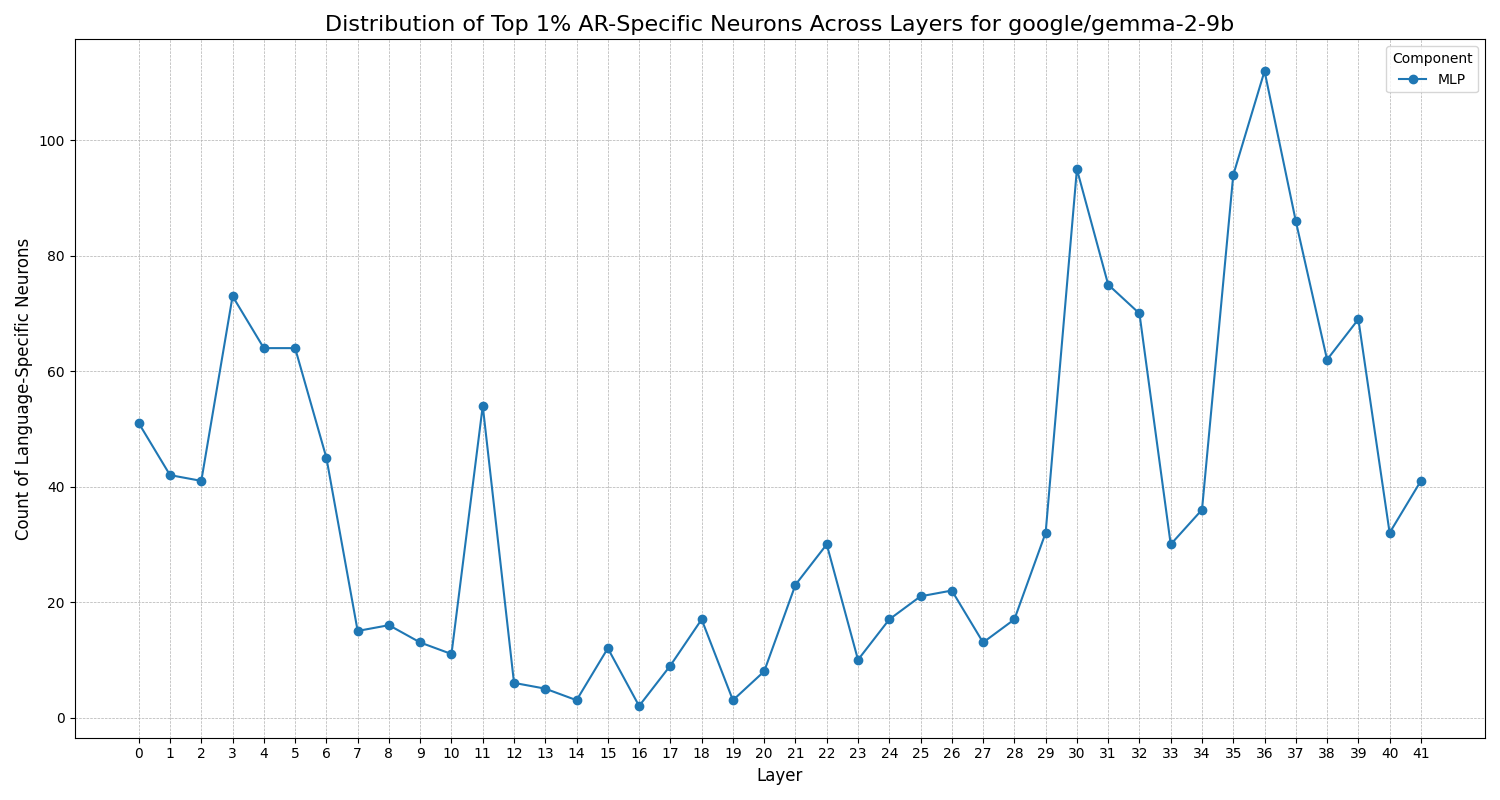 Distribution of Top 1% AR-Specific Neurons Across Layers for google/gemma-2-9b
Component
MLP
Count of Language-Specific Neurons
100
80
60
40
20
0
0 1 2 3 4 5 6 7 8 9 10 11 12 13 14 15 16 17 18 19 20 21 22 23 24 25 26 27 28 29 30 31 32 33 34 35 36 37 38 39 40 41
Layer